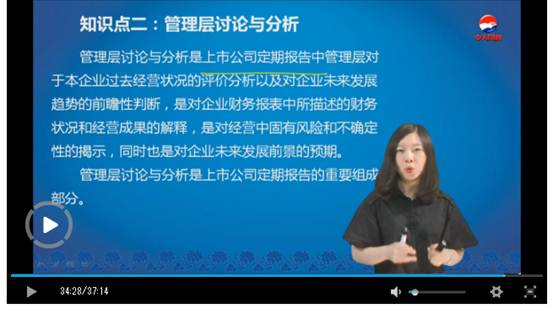 知识点二：管理层讨论与分析
管理层讨论与分析是上市公司定期报告中管理层对
于本企业过去经营状况的评价分析以及对企业未来发展
趋势的前瞻性判断，是对企业财务报表中所描述的财务
状况和经营成果的解释，是对经营中固有风险和不确定
性的揭示，同时也是对企业未来发展前景的预期。
管理层讨论与分析是上市公司定期报告的重要组成
部分。
34:28/37:14